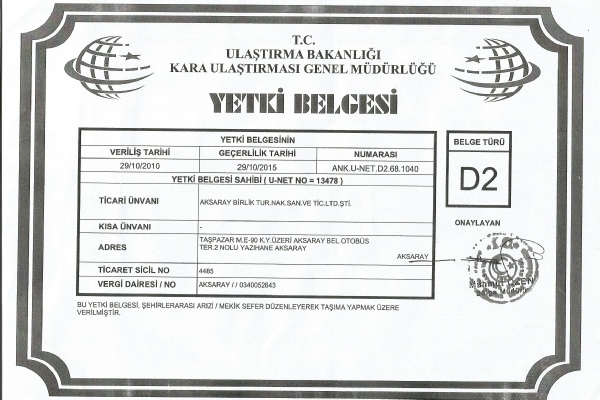 T.C.
ULAŞTIRMA BAKANLIĞI
KARA ULAŞTIRMASI GENEL MÜDÜRLÜĞÜ
YETKİ BELGESİ
YETKİ BELGESİNİN
VERİLİŞ TARİHİ GEÇERLİLİK TARİHİ NUMARASI
29/10/2010 29/10/2015 ANK.U-NET.D2.68.1040
YETKİ BELGESİ SAHİBİ ( U-NET NO = 13478 )
TİCARİ ÜNVANI AKSARAY BİRLİK TUR.NAK.SAN.VE TİC.LTD.ŞTİ.
KISA ÜNVANI -
ADRES TAŞPAZAR M.E-90 K.Y.ÜZERİ AKSARAY BEL.OTOBÜS
TER.2 NOLU YAZIHANE AKSARAY
AKSARAY
TİCARET SİCİL NO 4485
VERGİ DAİRESİ / NO AKSARAY / / 0340052643
BELGE TÜRÜ
D2
ONAYLAYAN
T.C.
Mahmut ÖZEN
BU YETKİ BELGESİ, ŞEHİRLERARASI ARIZİ / MEKİK SEFER DÜZENLEYEREK TAŞIMA YAPMAK ÜZERE
VERİLMİŞTİR.